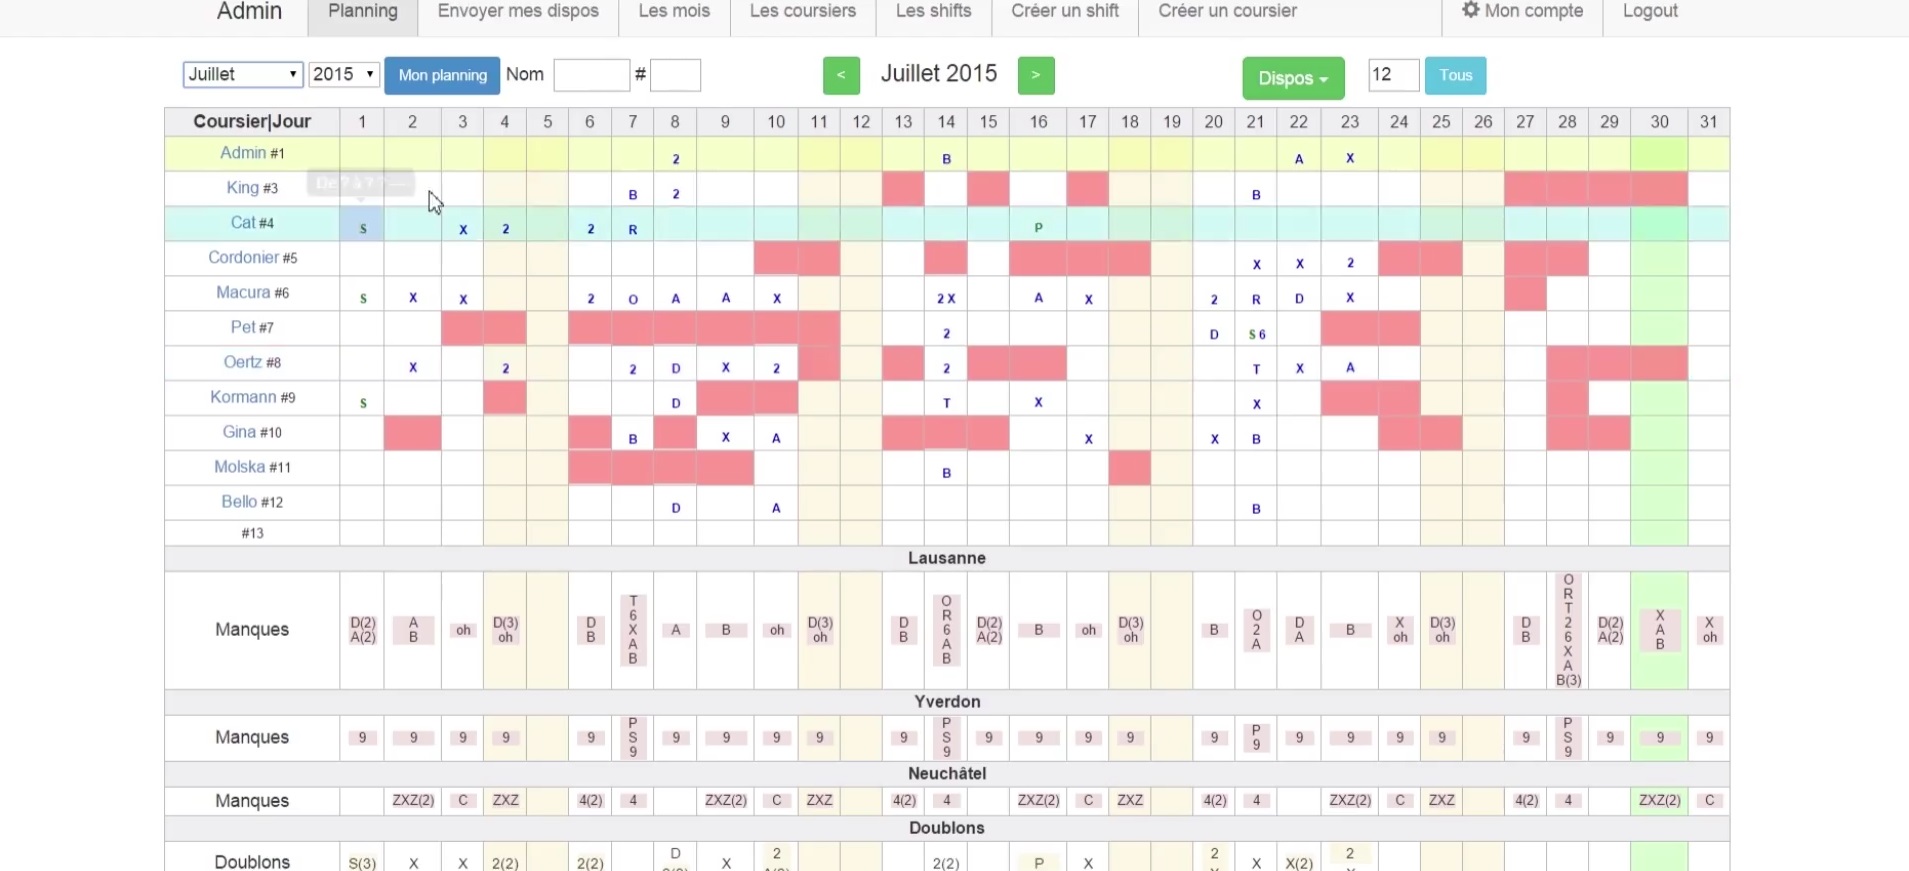 Admin Planning Envoyer mes dispos Les mois Les coursiers Les shifts Créer un shift Créer un coursier Mon compte Logout
Juillet 2015 Mon planning Nom # < Juillet 2015 > Dispos 12 Tous
Coursier|Jour 1 2 3 4 5 6 7 8 9 10 11 12 13 14 15 16 17 18 19 20 21 22 23 24 25 26 27 28 29 30 31
Admin #1 2 B A X
King #3 B 2 B
Cat #4 S X 2 2 R P
Cordonier #5 X X 2
Macura #6 S X X 2 O A A X 2 X A X 2 R D X
Pet #7 2 D S 6
Oertz #8 X 2 2 D X 2 2 T X A
Kormann #9 S D T X X
Gina #10 B X A X X B
Molska #11 B
Bello #12 D A B
#13
Lausanne
Manques D(2) A(2) A B oh D(3) oh D B T 6 X A B A B oh D(3) oh D B O R 6 A B D(2) A(2) B oh D(3) oh B O 2 A D A B X oh D(3) oh D B O R T 2 6 X A B(3) D(2) A(2) X A B X oh
Yverdon
Manques 9 9 9 9 9 P S 9 9 9 9 9 9 P S 9 9 9 9 9 9 P 9 9 9 9 9 9 P S 9 9 9 9
Neuchâtel
Manques ZXZ(2) C ZXZ 4(2) 4 ZXZ(2) C ZXZ 4(2) 4 ZXZ(2) C ZXZ 4(2) 4 ZXZ(2) C ZXZ 4(2) 4 ZXZ(2) C
Doublons
Doublons S(3) X X 2(2) 2(2) D X 2 2(2) P X 2 X X(2) 2